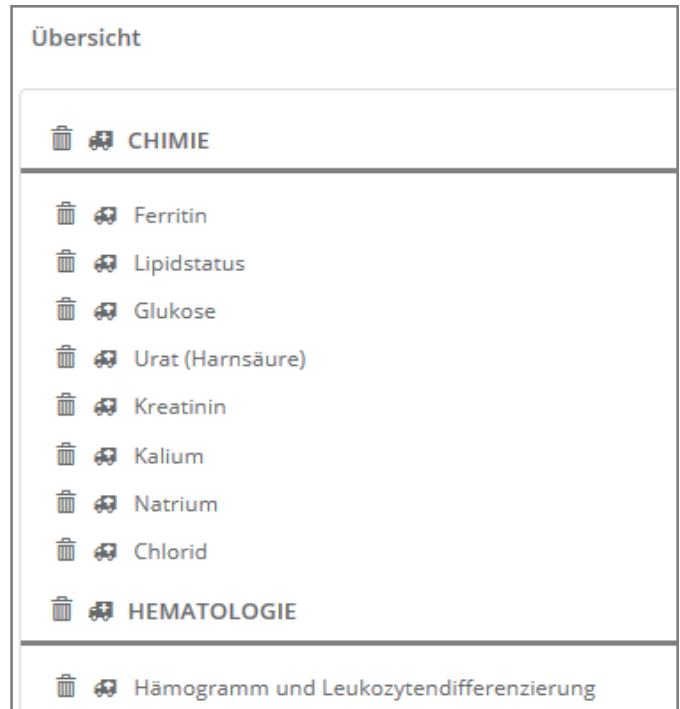 Übersicht
CHIMIE
Ferritin
Lipidstatus
Glukose
Urat (Harnsäure)
Kreatinin
Kalium
Natrium
Chlorid
HEMATOLOGIE
Hämogramm und Leukozytendifferenzierung